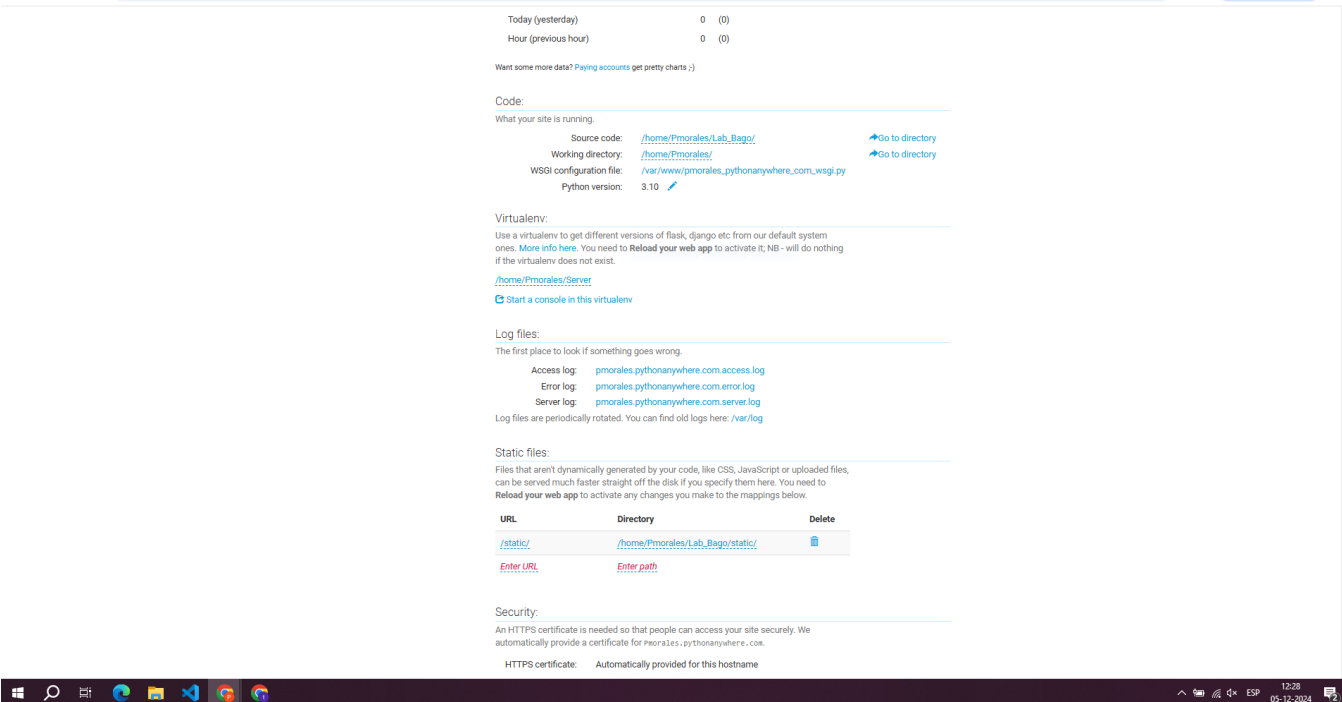 Today (yesterday) 0 (0)
Hour (previous hour) 0 (0)
Want some more data? Paying accounts get pretty charts ;-)
Code:
What your site is running.
Source code: /home/Pmorales/Lab_Bago/ Go to directory
Working directory: /home/Pmorales/ Go to directory
WSGI configuration file: /var/www/pmorales_pythonanywhere_com_wsgi.py
Python version: 3.10
Virtualenv:
Use a virtualenv to get different versions of flask, django etc from our default system
ones. More info here. You need to Reload your web app to activate it; NB - will do nothing
if the virtualenv does not exist.
/home/Pmorales/Server
Start a console in this virtualenv
Log files:
The first place to look if something goes wrong.
Access log: pmorales.pythonanywhere.com.access.log
Error log: pmorales.pythonanywhere.com.error.log
Server log: pmorales.pythonanywhere.com.server.log
Log files are periodically rotated. You can find old logs here: /var/log
Static files:
Files that aren't dynamically generated by your code, like CSS, JavaScript or uploaded files,
can be served much faster straight off the disk if you specify them here. You need to
Reload your web app to activate any changes you make to the mappings below.
URL Directory Delete
/static/ /home/Pmorales/Lab_Bago/static/
Enter URL Enter path
Security:
An HTTPS certificate is needed so that people can access your site securely. We
automatically provide a certificate for Pmorales.pythonanywhere.com.
HTTPS certificate: Automatically provided for this hostname
ESP
12:28
05-12-2024
2